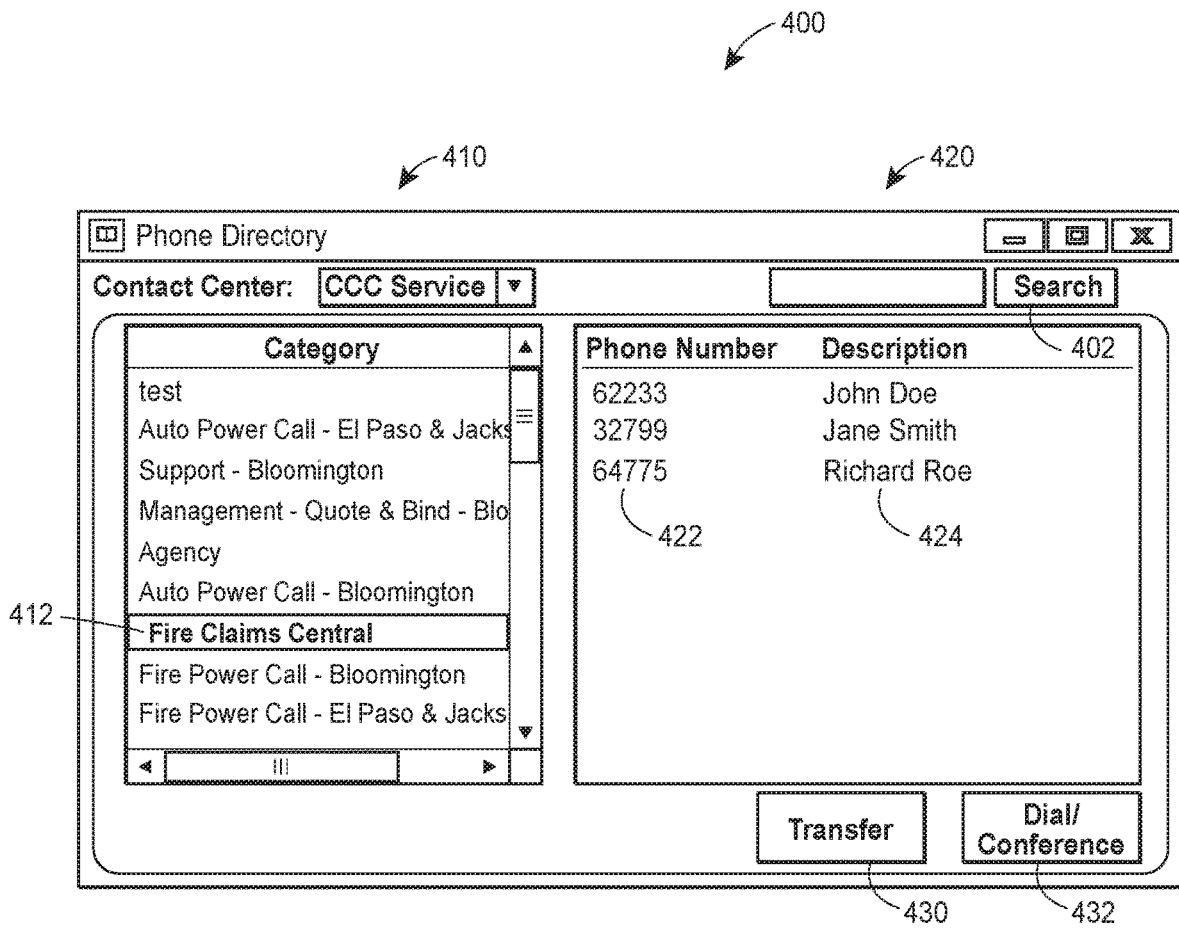 400
410
420
Phone Directory
Contact Center: CCC Service Search
Category
402
Phone Number Description
test
Auto Power Call - El Paso & Jacks
Support - Bloomington
Management - Quote & Bind - Blo
Agency
Auto Power Call - Bloomington
412
Fire Claims Central
Fire Power Call - Bloomington
Fire Power Call - El Paso & Jacks
62233 John Doe
32799 Jane Smith
64775 Richard Roe
422 424
Transfer
Dial/
Conference
430 432